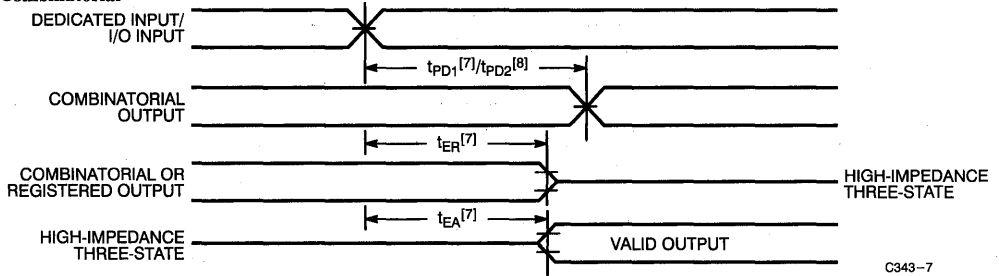 DEDICATED INPUT/
I/O INPUT
tPD1[7]/tPD2[8]
COMBINATORIAL
OUTPUT
tER[7]
COMBINATORIAL OR
REGISTERED OUTPUT
HIGH-IMPEDANCE
THREE-STATE
tEA[7]
HIGH-IMPEDANCE
THREE-STATE
VALID OUTPUT
C343-7